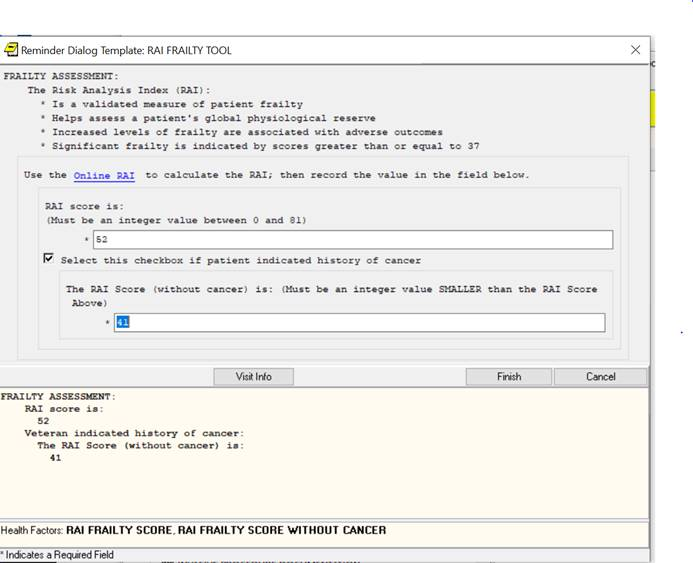 Reminder Dialog Template: RAI FRAILTY TOOL
FRAILTY ASSESSMENT:
The Risk Analysis Index (RAI):
* Is a validated measure of patient frailty
* Helps assess a patient's global physiological reserve
* Increased levels of frailty are associated with adverse outcomes
* Significant frailty is indicated by scores greater than or equal to 37
Use the Online RAI to calculate the RAI; then record the value in the field below.
RAI score is:
(Must be an integer value between 0 and 81)
* 52
Select this checkbox if patient indicated history of cancer
The RAI Score (without cancer) is: (Must be an integer value SMALLER than the RAI Score
Above)
* 41
Visit Info Finish Cancel
FRAILTY ASSESSMENT:
RAI score is:
52
Veteran indicated history of cancer:
The RAI Score (without cancer) is:
41
Health Factors: RAI FRAILTY SCORE, RAI FRAILTY SCORE WITHOUT CANCER
* Indicates a Required Field